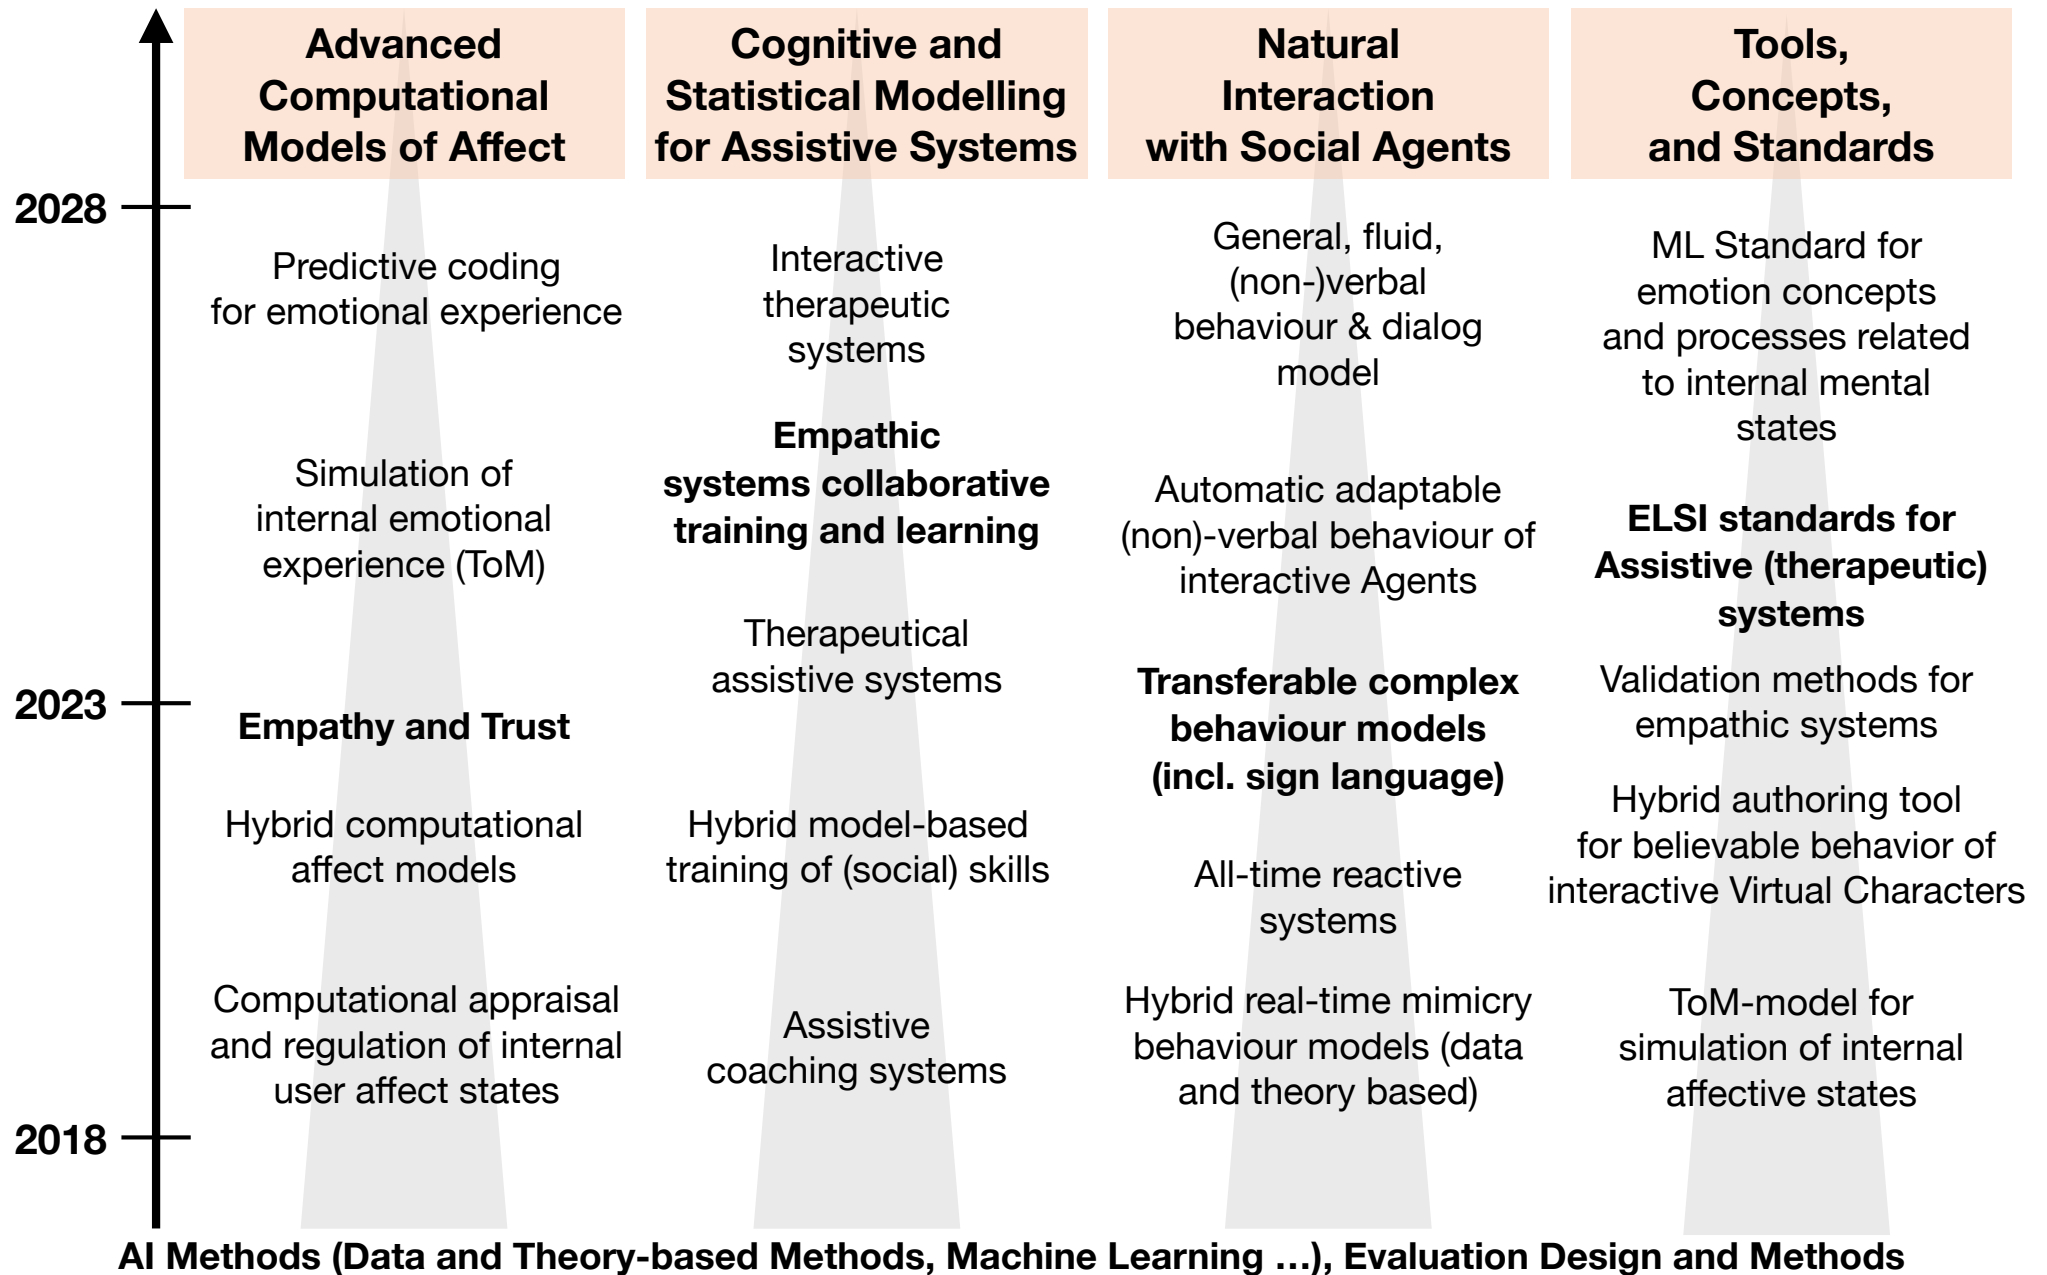 Advanced
Computational
Models of Affect
Cognitive and
Statistical Modelling
for Assistive Systems
Natural
Interaction
with Social Agents
Tools,
Concepts,
and Standards
2028
2023
2018
Predictive coding
for emotional experience
Simulation of
internal emotional
experience (ToM)
Empathy and Trust
Hybrid computational
affect models
Computational appraisal
and regulation of internal
user affect states
Interactive
therapeutic
systems
Empathic
systems collaborative
training and learning
Therapeutical
assistive systems
Hybrid model-based
training of (social) skills
Assistive
coaching systems
General, fluid,
(non-)verbal
behaviour & dialog
model
Automatic adaptable
(non)-verbal behaviour of
interactive Agents
Transferable complex
behaviour models
(incl. sign language)
All-time reactive
systems
Hybrid real-time mimicry
behaviour models (data
and theory based)
ML Standard for
emotion concepts
and processes related
to internal mental
states
ELSI standards for
Assistive (therapeutic)
systems
Validation methods for
empathic systems
Hybrid authoring tool
for believable behavior of
interactive Virtual Characters
ToM-model for
simulation of internal
affective states
AI Methods (Data and Theory-based Methods, Machine Learning …), Evaluation Design and Methods